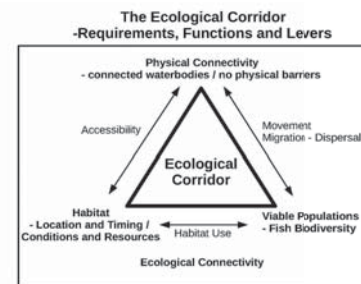 The Ecological Corridor
-Requirements, Functions and Levers
Physical Connectivity
- connected waterbodies / no physical barriers
Accessibility
Movement
Migration - Dispersal
Ecological
Corridor
Habitat
- Location and Timing /
Conditions and Resources
Habitat Use
Viable Populations
- Fish Biodiversity
Ecological Connectivity